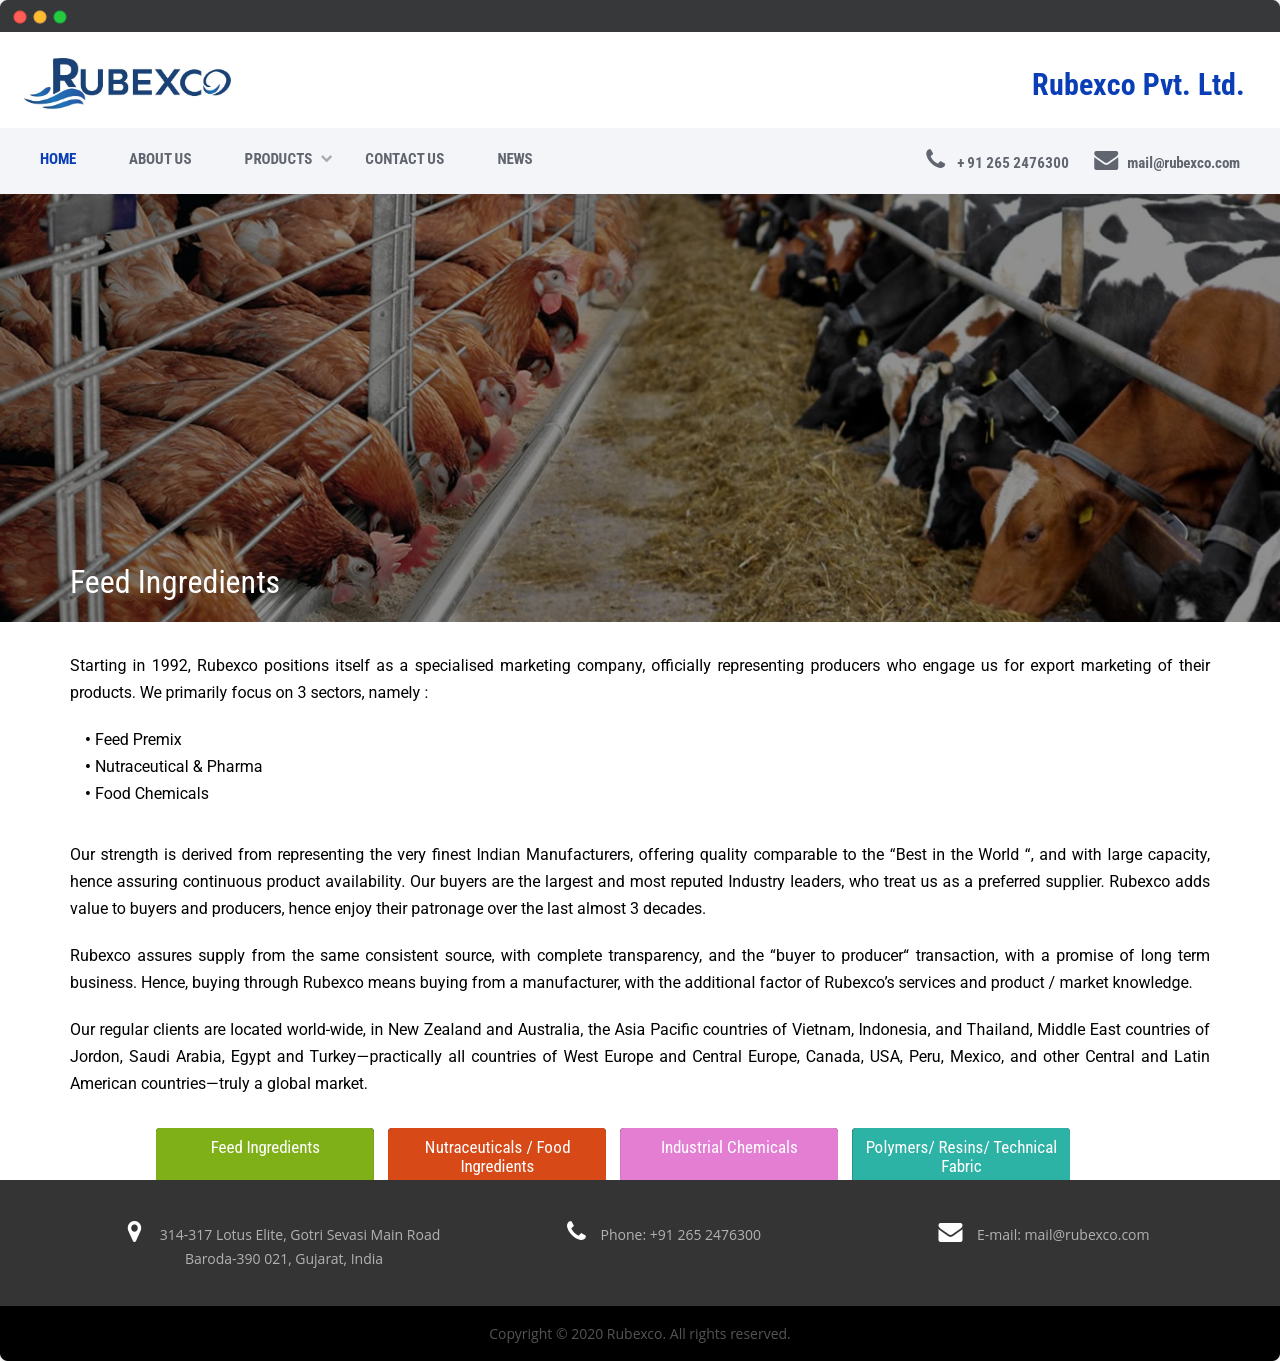 RUBEXCO
Rubexco Pvt. Ltd.
HOME ABOUT US PRODUCTS CONTACT US NEWS + 91 265 2476300 mail@rubexco.com
Feed Ingredients
Starting in 1992, Rubexco positions itself as a specialised marketing company, officially representing producers who engage us for export marketing of their
products. We primarily focus on 3 sectors, namely :
• Feed Premix
• Nutraceutical & Pharma
• Food Chemicals
Our strength is derived from representing the very finest Indian Manufacturers, offering quality comparable to the “Best in the World “, and with large capacity,
hence assuring continuous product availability. Our buyers are the largest and most reputed Industry leaders, who treat us as a preferred supplier. Rubexco adds
value to buyers and producers, hence enjoy their patronage over the last almost 3 decades.
Rubexco assures supply from the same consistent source, with complete transparency, and the “buyer to producer“ transaction, with a promise of long term
business. Hence, buying through Rubexco means buying from a manufacturer, with the additional factor of Rubexco’s services and product / market knowledge.
Our regular clients are located world-wide, in New Zealand and Australia, the Asia Pacific countries of Vietnam, Indonesia, and Thailand, Middle East countries of
Jordon, Saudi Arabia, Egypt and Turkey—practically all countries of West Europe and Central Europe, Canada, USA, Peru, Mexico, and other Central and Latin
American countries—truly a global market.
Feed Ingredients
Nutraceuticals / Food
Ingredients
Industrial Chemicals
Polymers/ Resins/ Technical
Fabric
314-317 Lotus Elite, Gotri Sevasi Main Road
Baroda-390 021, Gujarat, India
Phone: +91 265 2476300
E-mail: mail@rubexco.com
Copyright © 2020 Rubexco. All rights reserved.